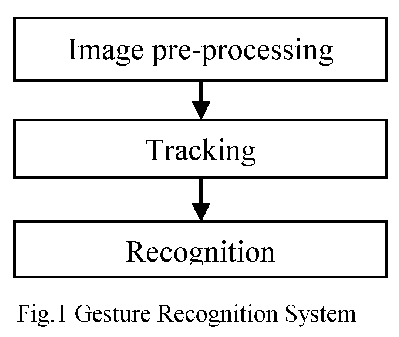 Image pre-processing
Tracking
Recognition
Fig.1 Gesture Recognition System